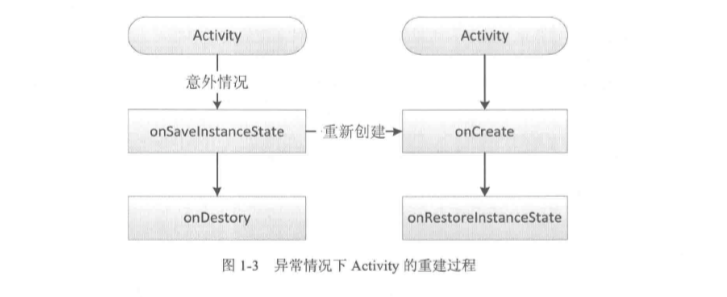 Activity
Activity
意外情况
onSaveInstanceState
重新创建
onCreate
onDestory
onRestoreInstanceState
图 1-3 异常情况下 Activity 的重建过程